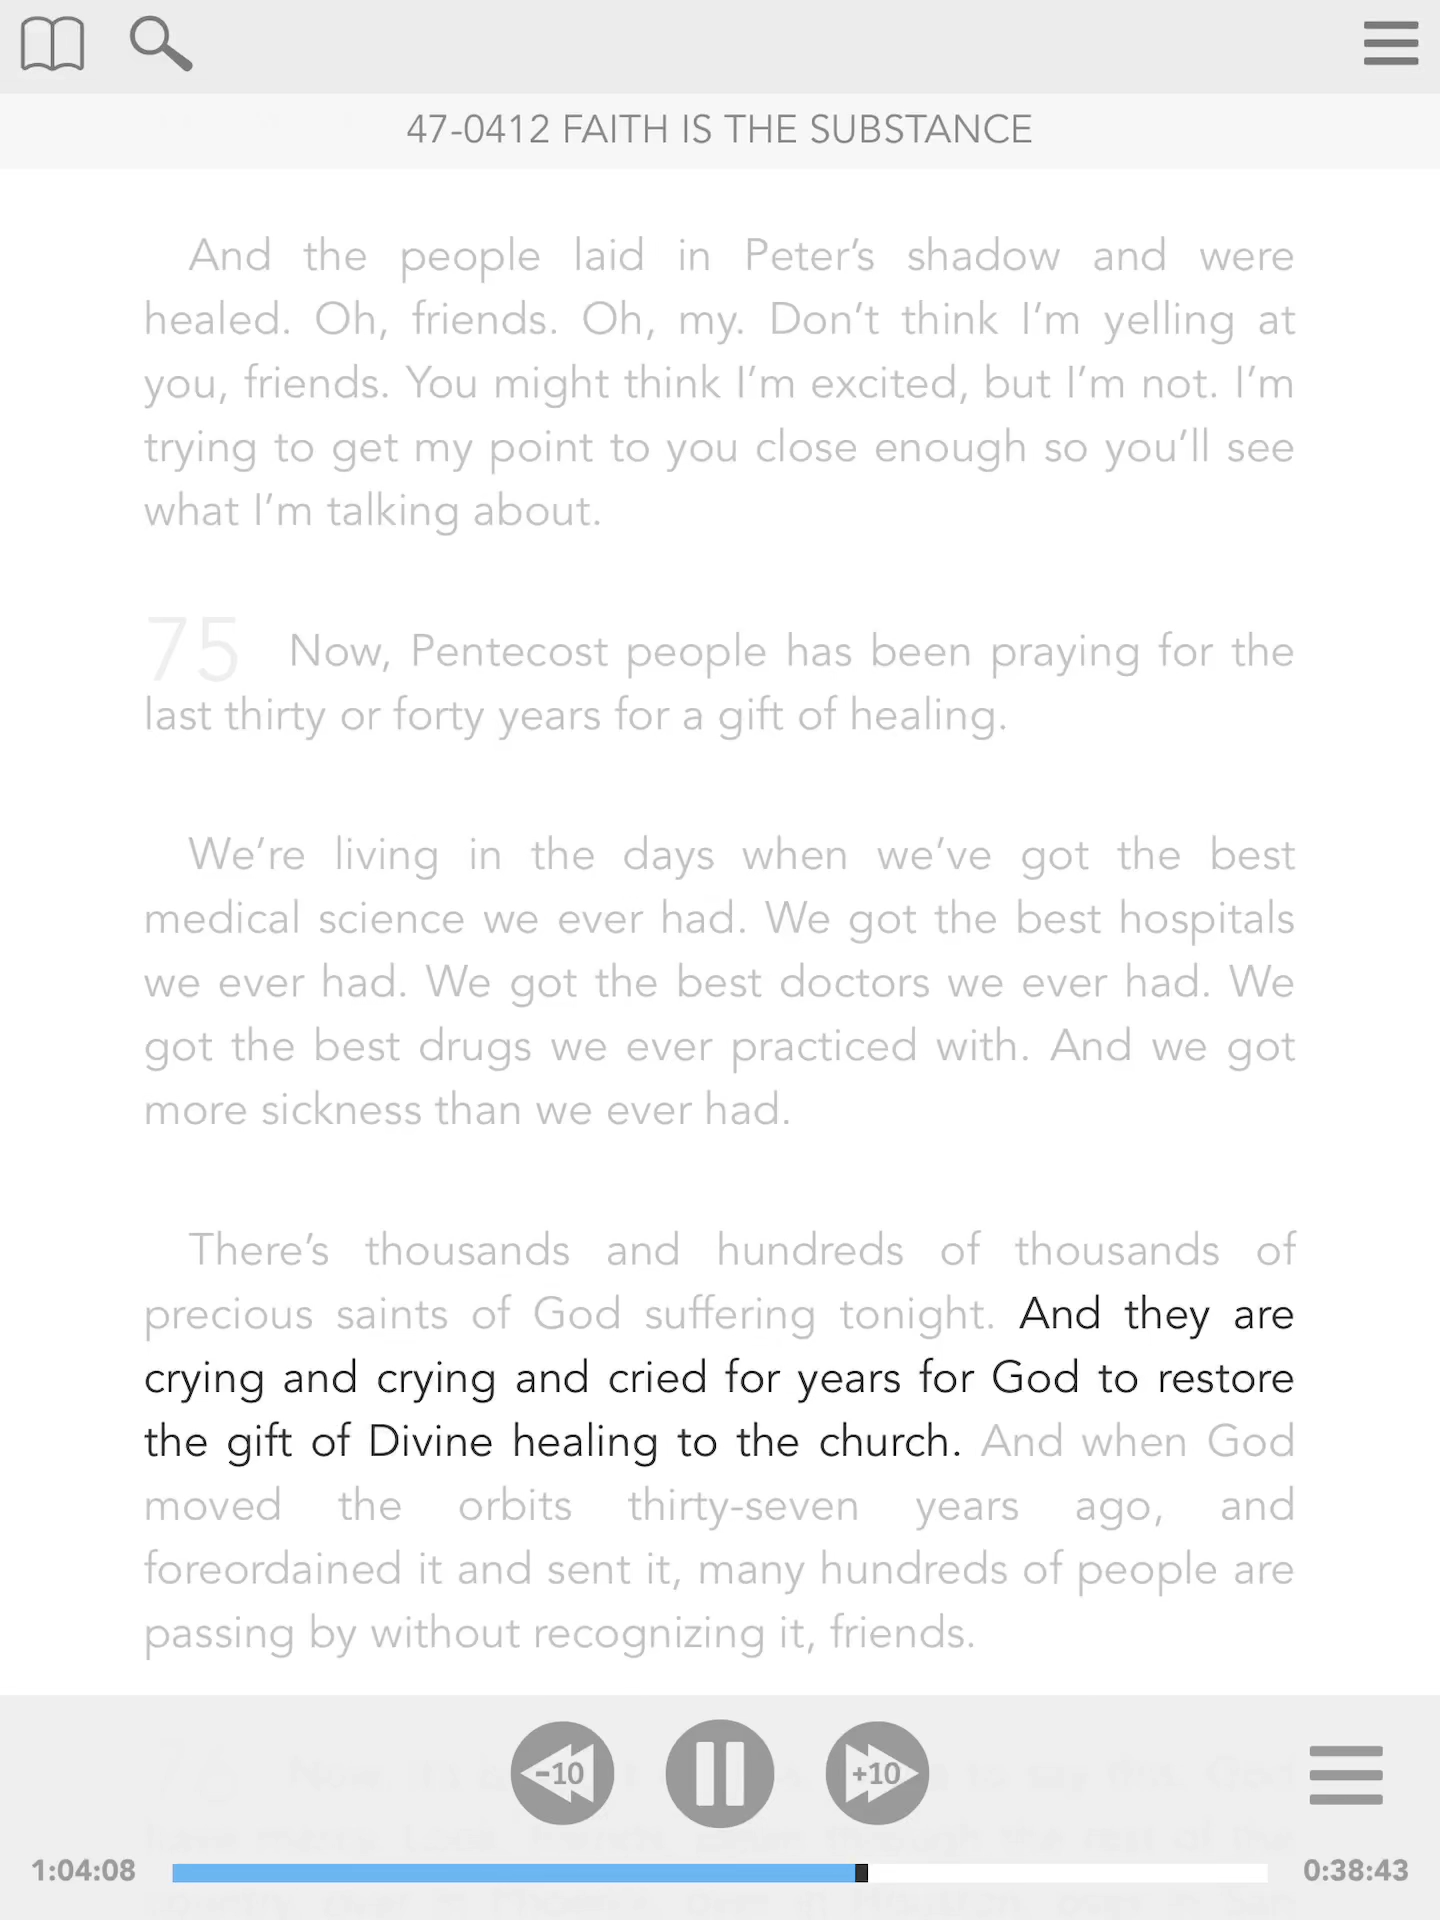 47-0412 FAITH IS THE SUBSTANCE
And the people laid in Peter’s shadow and were
healed. Oh, friends. Oh, my. Don’t think I’m yelling at
you, friends. You might think I’m excited, but I’m not. I’m
trying to get my point to you close enough so you’ll see
what I’m talking about.
75 Now, Pentecost people has been praying for the
last thirty or forty years for a gift of healing.
We’re living in the days when we’ve got the best
medical science we ever had. We got the best hospitals
we ever had. We got the best doctors we ever had. We
got the best drugs we ever practiced with. And we got
more sickness than we ever had.
There’s thousands and hundreds of thousands of
precious saints of God suffering tonight. And they are
crying and crying and cried for years for God to restore
the gift of Divine healing to the church. And when God
moved the orbits thirty-seven years ago, and
foreordained it and sent it, many hundreds of people are
passing by without recognizing it, friends.
-10 +10
1:04:08 0:38:43